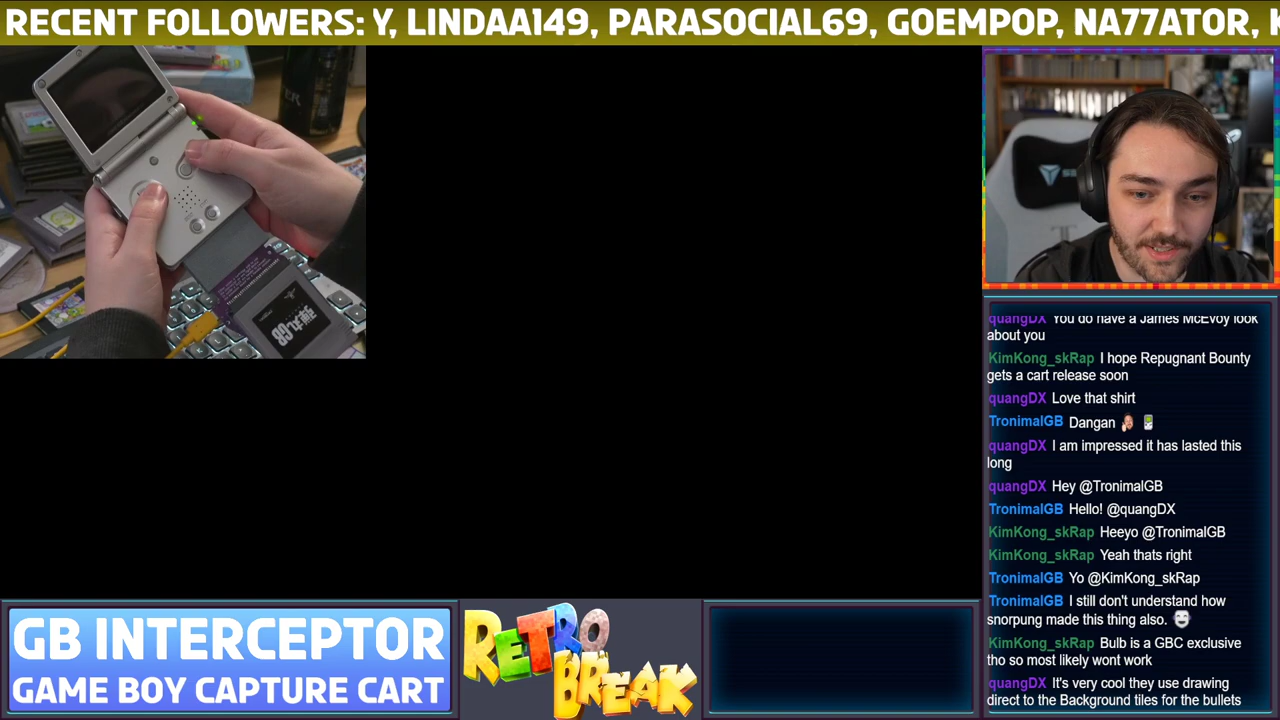 RECENT FOLLOWERS: Y, LINDAA149, PARASOCIAL69, GOEMPOP, NA77ATOR,
quangDX You do have a James McEvoy look
about you
KimKong_skRap I hope Repugnant Bounty
gets a cart release soon
quangDX Love that shirt
TronimalGB Dangan
quangDX I am impressed it has lasted this
long
quangDX Hey @TronimalGB
TronimalGB Hello! @quangDX
KimKong_skRap Heeyo @TronimalGB
KimKong_skRap Yeah thats right
TronimalGB Yo @KimKong_skRap
TronimalGB I still don't understand how
snorpung made this thing also.
KimKong_skRap Bulb is a GBC exclusive
tho so most likely wont work
quangDX It's very cool they use drawing
direct to the Background tiles for the bullets
弾丸GB
GB INTERCEPTOR
GAME BOY CAPTURE CART
RETRO
BREAK